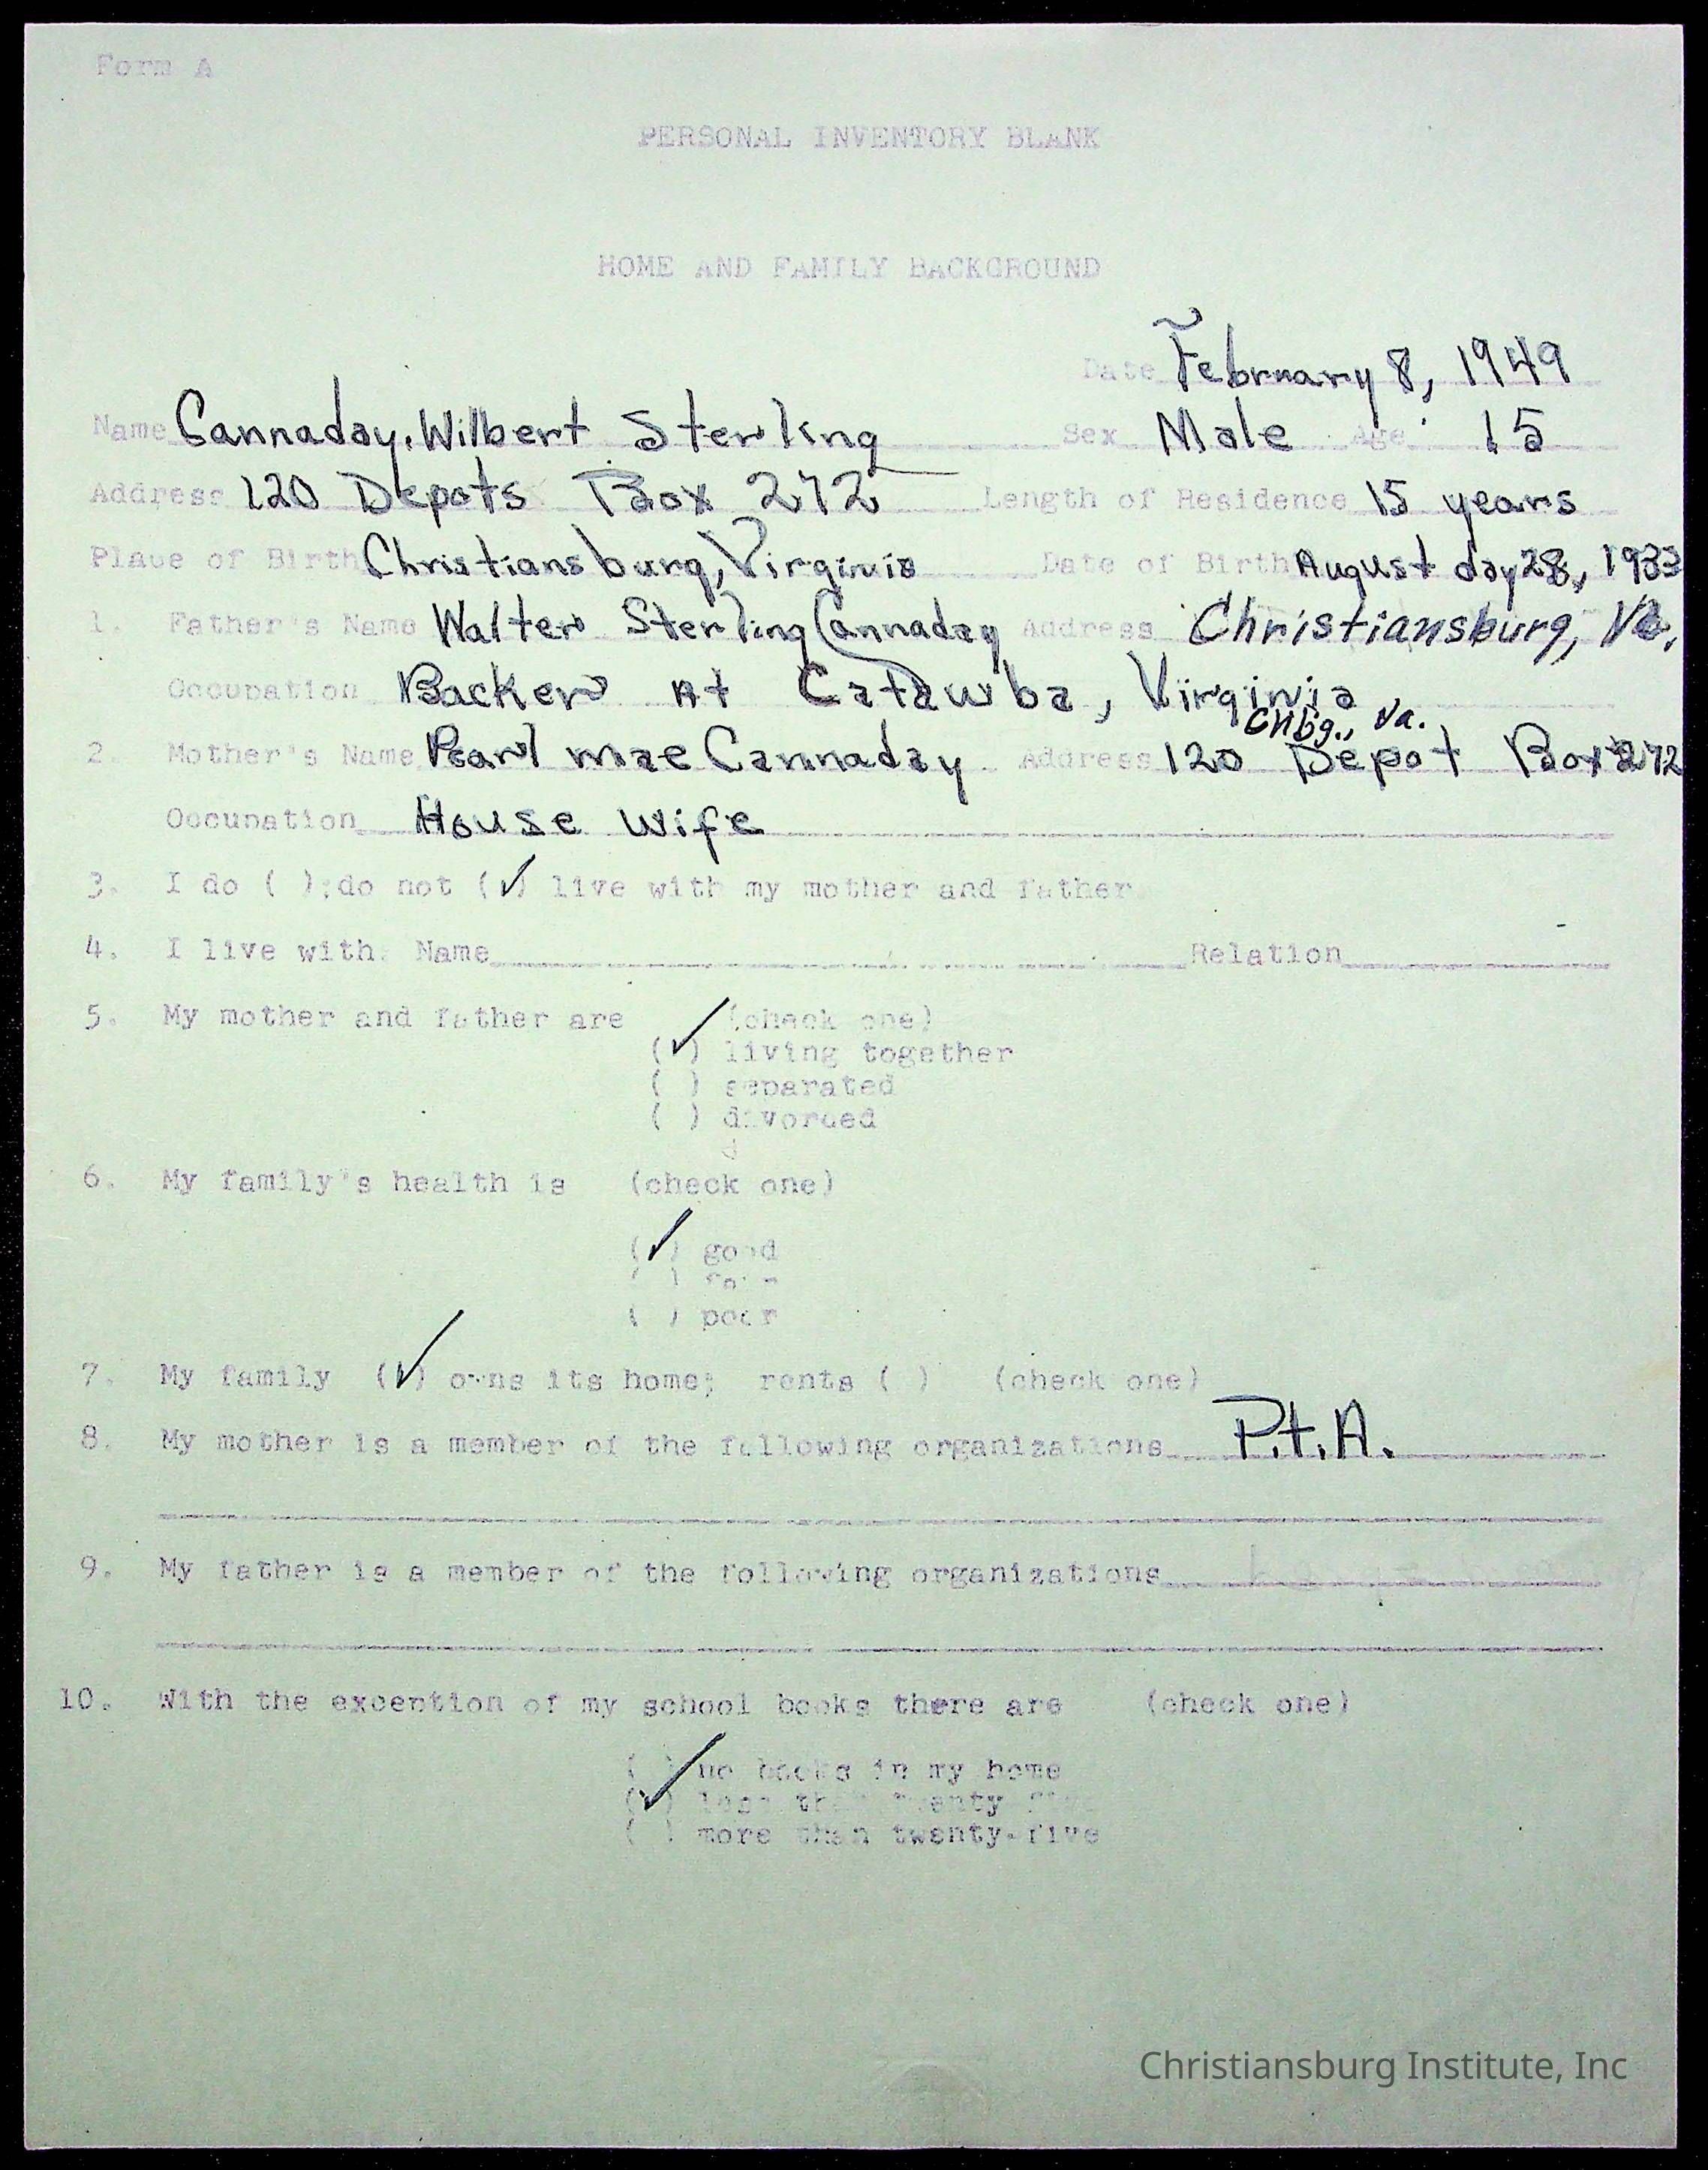 Form A
PERSONAL INVENTORY BLANK
HOME AND FAMILY BACKGROUND
Date February 8, 1949
Name Cannaday, Wilbert Sterling Sex Male Age 15
Address 120 Depots Box 272 Length of Residence 15 years
Place of Birth Christiansburg, Virginia Date of Birth August day 28, 1933
1. Father's Name Walter Sterling Cannaday Address Christiansburg, Va.
Occupation Backer At Catawba, Virginia
Chbg., Va.
2. Mother's Name Pearl mae Cannaday Address 120 Depot Box 272
Occupation House wife
3. I do ( );do not (✓) live with my mother and father
4. I live with. Name Relation
5. My mother and father are (check one)
(✓) living together
( ) separated
( ) divorced
6. My family's health is (check one)
(✓) good
( )
( ) poor
7. My family (✓) owns its home; rents ( ) (check one)
8. My mother is a member of the following organizations P.t.A.
9. My father is a member of the following organizations
10. With the exception of my school books there are (check one)
( ) no books in my home
(✓) less than twenty five
( ) more than twenty-five
Christiansburg Institute, Inc